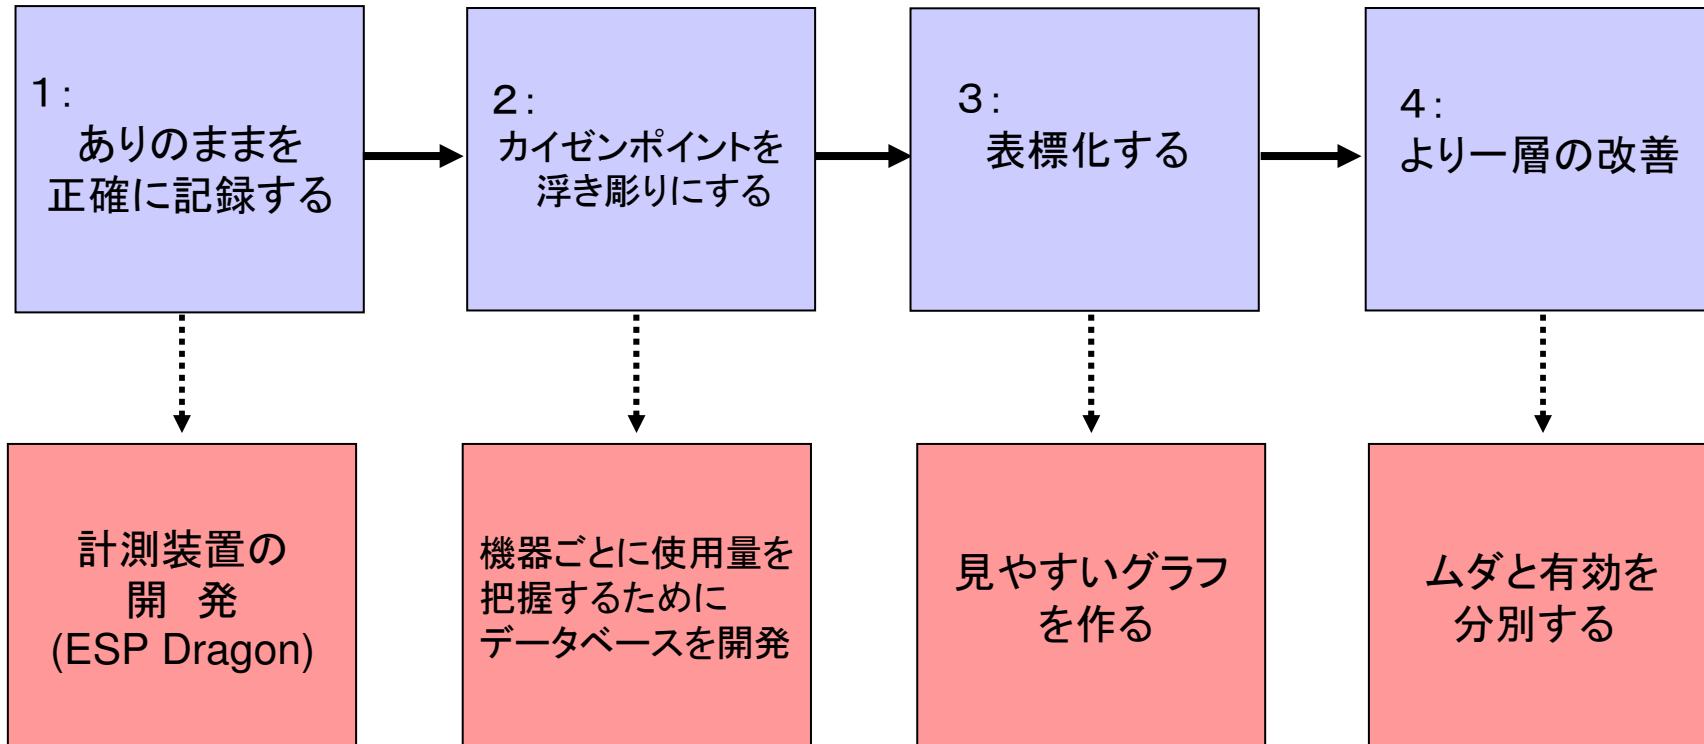 1:
ありのままを
正確に記録する
2:
カイゼンポイントを
浮き彫りにする
3:
表標化する
4:
より一層の改善
計測装置の
開　発
(ESP Dragon)
機器ごとに使用量を
把握するために
データベースを開発
見やすいグラフ
を作る
ムダと有効を
分別する